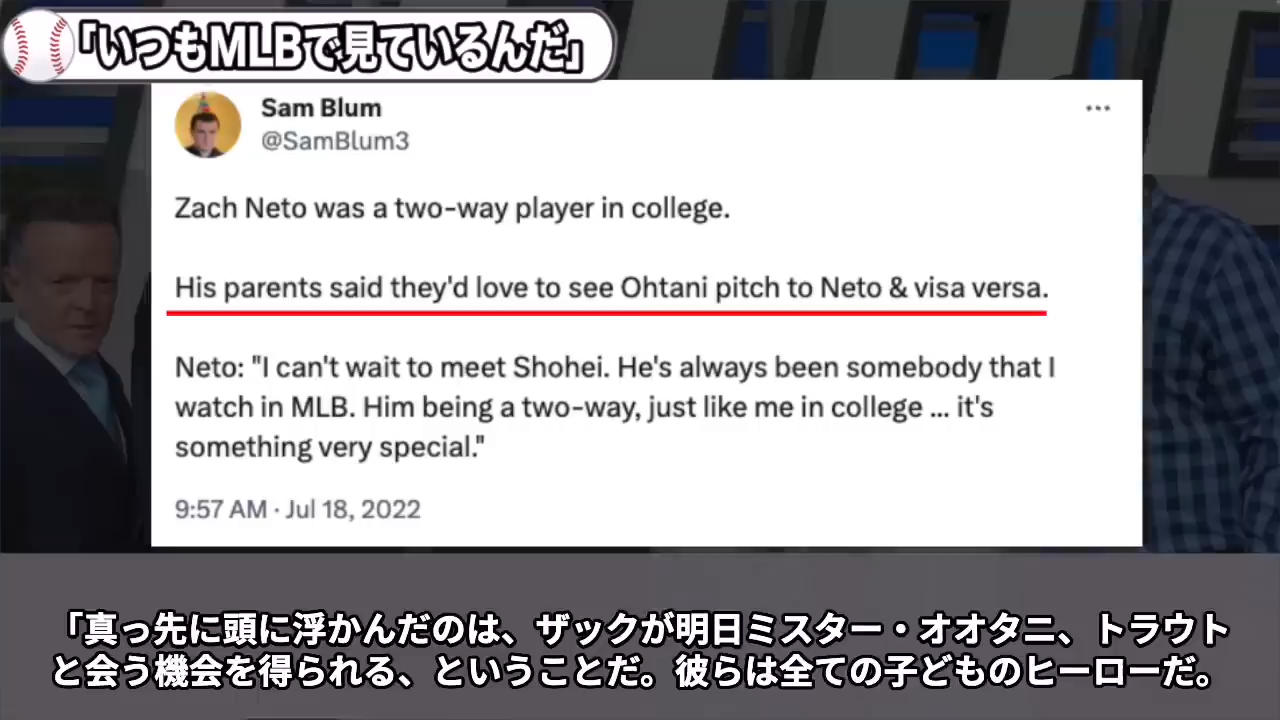 「いつもMLBで見ているんだ」
Sam Blum
@SamBlum3
Zach Neto was a two-way player in college.
His parents said they'd love to see Ohtani pitch to Neto & visa versa.
Neto: "I can't wait to meet Shohei. He's always been somebody that I
watch in MLB. Him being a two-way, just like me in college ... it's
something very special."
9:57 AM · Jul 18, 2022
「真っ先に頭に浮かんだのは、ザックが明日ミスター・オオタニ、トラウト
と会う機会を得られる、ということだ。彼らは全ての子どものヒーローだ。